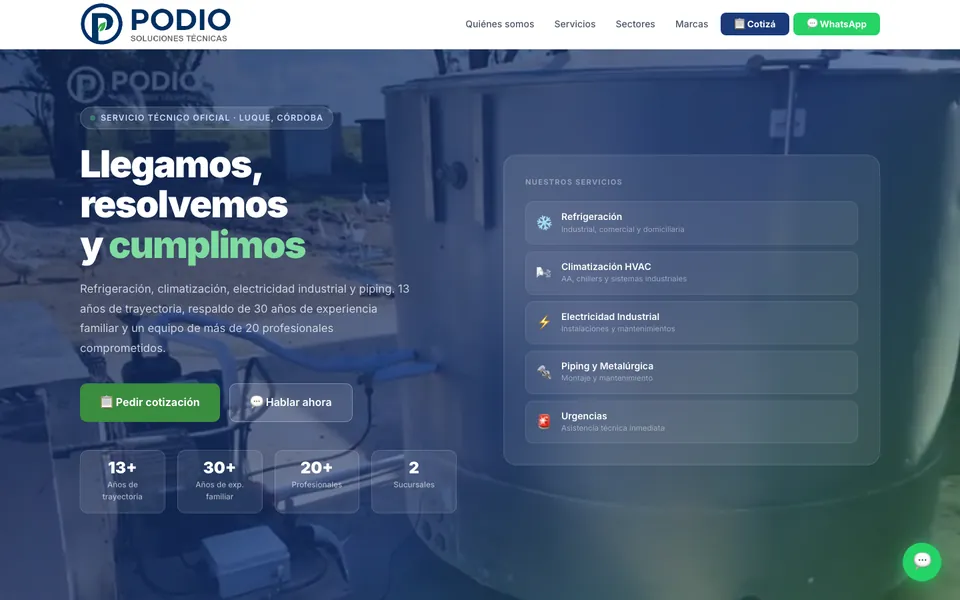 PODIO
SOLUCIONES TÉCNICAS
Quiénes somos
Servicios
Sectores
Marcas
Cotizá
WhatsApp
PODIO
SERVICIO TÉCNICO OFICIAL · LUQUE, CÓRDOBA
Llegamos,
resolvemos
y cumplimos
Refrigeración, climatización, electricidad industrial y piping. 13
años de trayectoria, respaldo de 30 años de experiencia
familiar y un equipo de más de 20 profesionales
comprometidos.
Pedir cotización
Hablar ahora
13+
Años de
trayectoria
30+
Años de exp.
familiar
20+
Profesionales
2
Sucursales
NUESTROS SERVICIOS
Refrigeración
Industrial, comercial y domiciliaria
Climatización HVAC
AA, chillers y sistemas industriales
Electricidad Industrial
Instalaciones y mantenimientos
Piping y Metalúrgica
Montaje y mantenimiento
Urgencias
Asistencia técnica inmediata